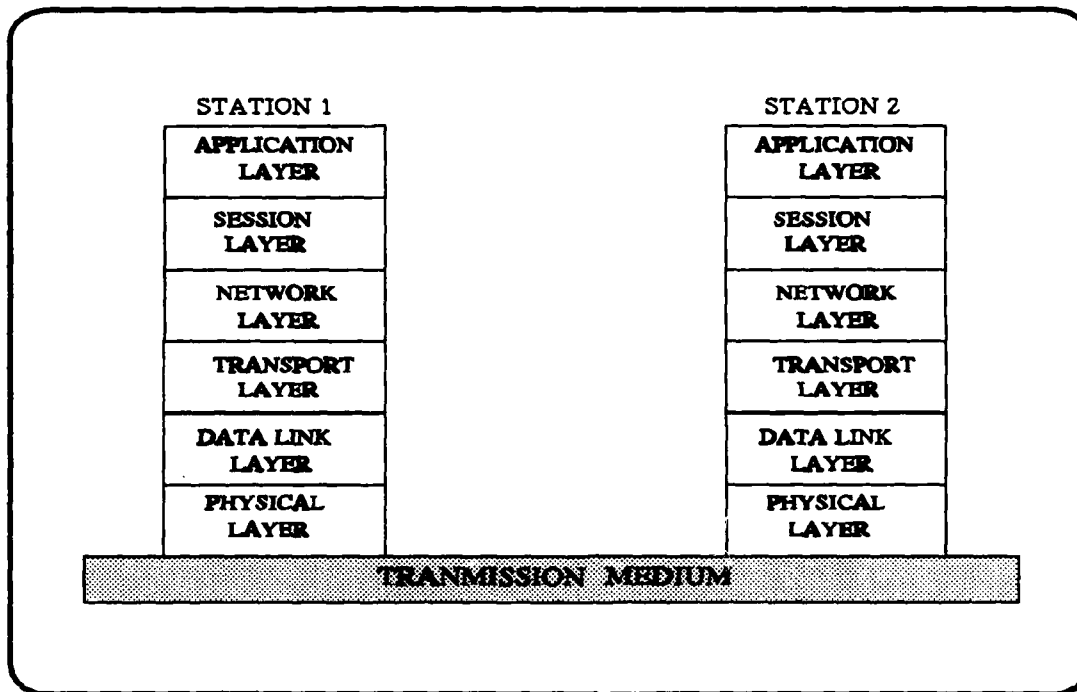 STATION 1
APPLICATION
LAYER
SESSION
LAYER
NETWORK
LAYER
TRANSPORT
LAYER
DATA LINK
LAYER
PHYSICAL
LAYER
STATION 2
APPLICATION
LAYER
SESSION
LAYER
NETWORK
LAYER
TRANSPORT
LAYER
DATA LINK
LAYER
PHYSICAL
LAYER
TRANMISSION MEDIUM